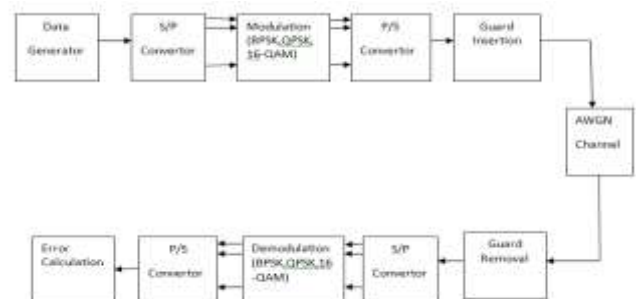 Data
Generator
S/P
Convertor
Modulation
(BPSK,QPSK,
16-QAM)
P/S
Convertor
Guard
Insertion
AWGN
Channel
Error
Calculation
P/S
Convertor
Demodulation
(BPSK,QPSK,16
-QAM)
S/P
Convertor
Guard
Removal